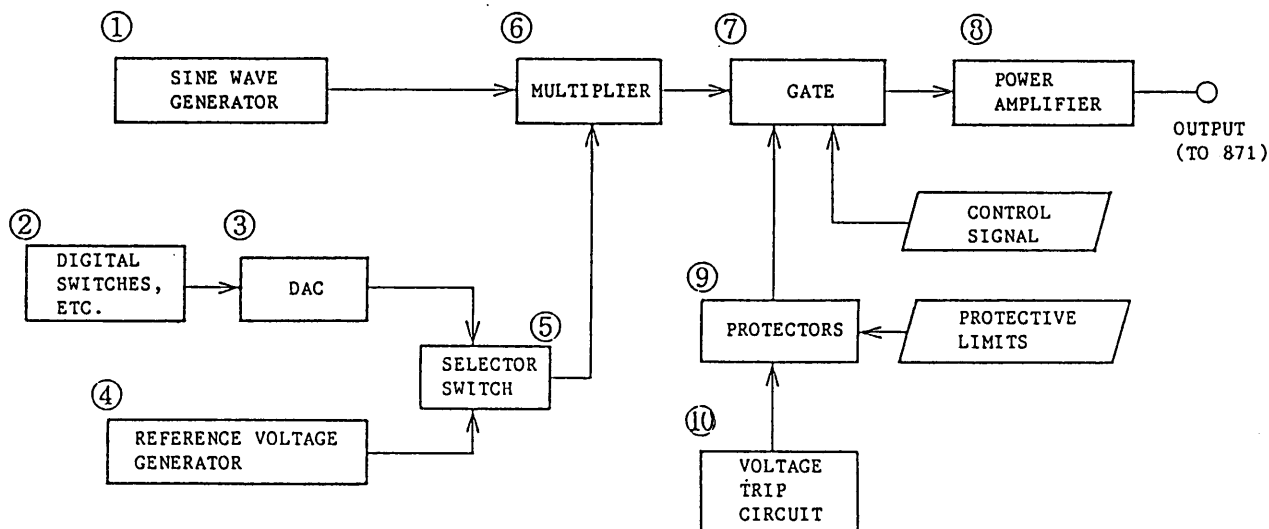 ①
SINE WAVE
GENERATOR
⑥
MULTIPLIER
⑦
GATE
⑧
POWER
AMPLIFIER
OUTPUT
(TO 871)
②
DIGITAL
SWITCHES,
ETC.
③
DAC
CONTROL
SIGNAL
⑤
SELECTOR
SWITCH
⑨
PROTECTORS
PROTECTIVE
LIMITS
④
REFERENCE VOLTAGE
GENERATOR
⑩
VOLTAGE
TRIP
CIRCUIT